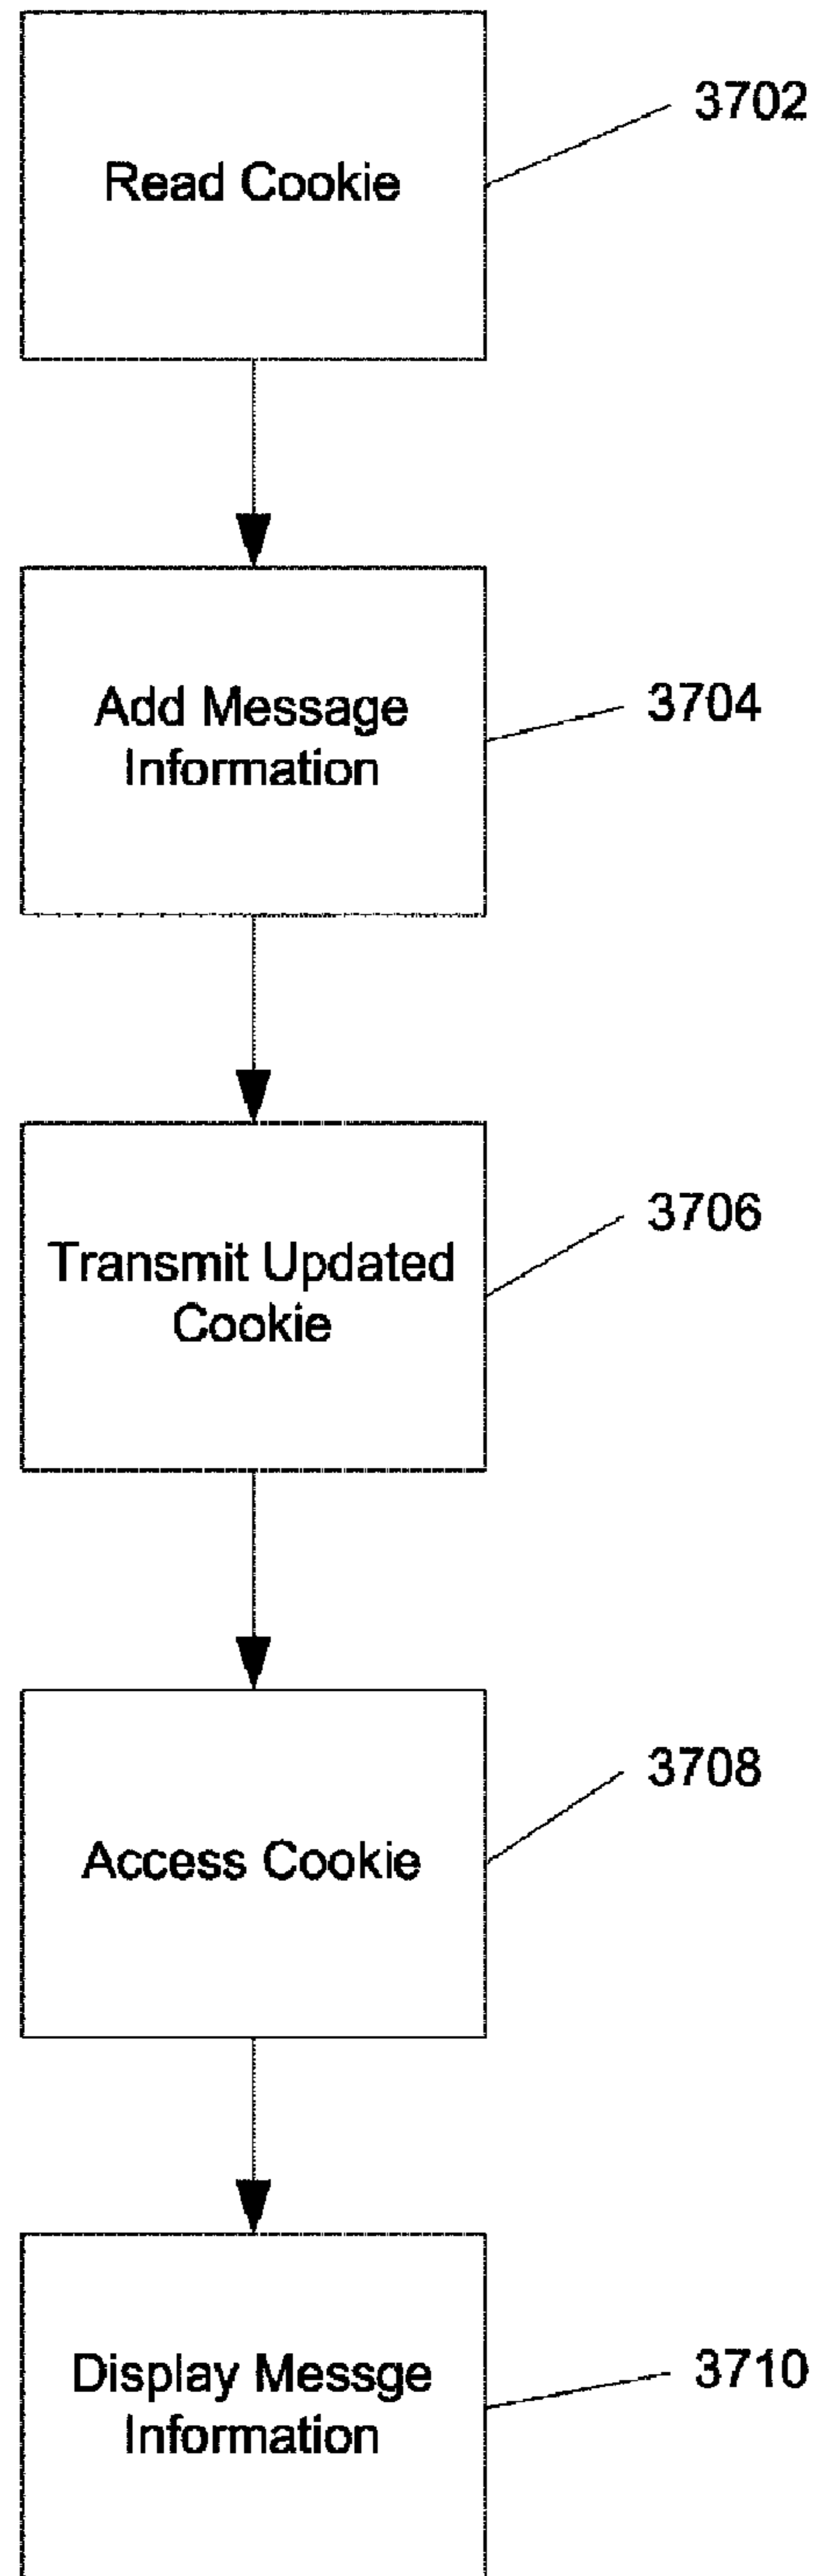 Read Cookie
3702
Add Message
Information
3704
Transmit Updated
Cookie
3706
Access Cookie
3708
Display Messge
Information
3710